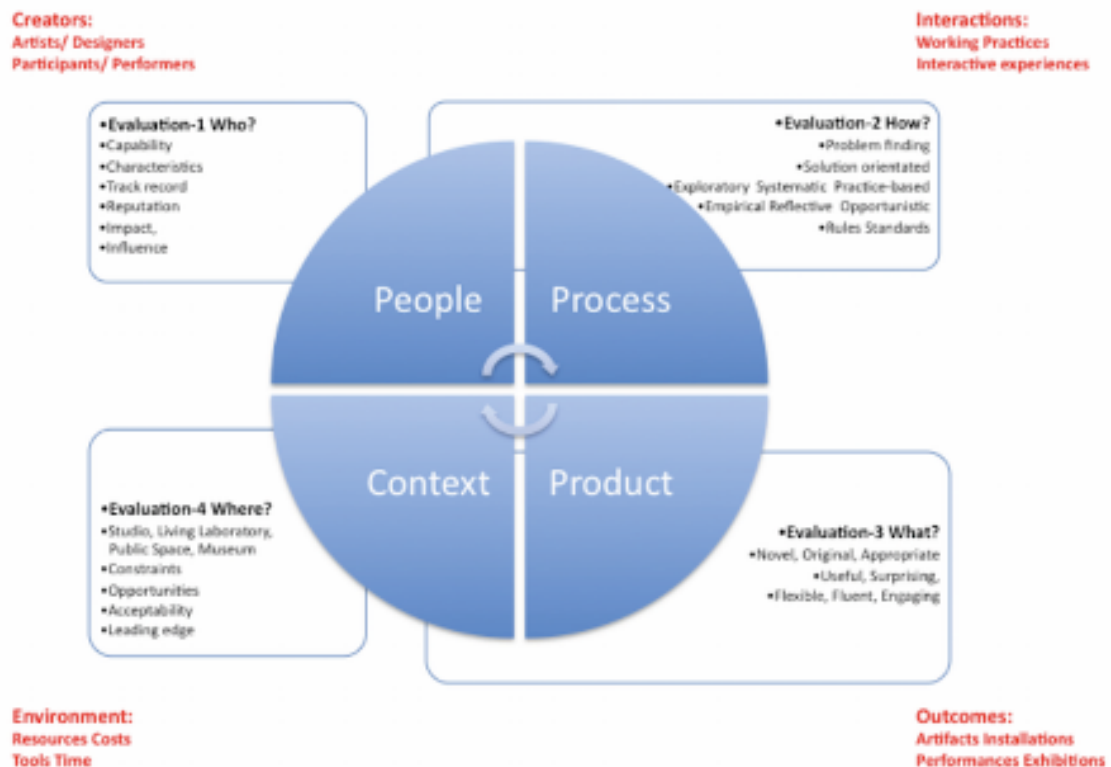 Creators:
Artists/ Designers
Participants/ Performers
Interactions:
Working Practices
Interactive experiences
•Evaluation-1 Who?
•Capability
•Characteristics
•Track record
•Reputation
•Impact,
•Influence
•Evaluation-2 How?
•Problem finding
•Solution orientated
•Exploratory Systematic Practice-based
•Empirical Reflective Opportunistic
•Rules Standards
People
Process
Context
Product
•Evaluation-4 Where?
•Studio, Living Laboratory,
Public Space, Museum
•Constraints
•Opportunities
•Acceptability
•Leading edge
•Evaluation-3 What?
•Novel, Original, Appropriate
•Useful, Surprising,
•Flexible, Fluent, Engaging
Environment:
Resources Costs
Tools Time
Outcomes:
Artifacts Installations
Performances Exhibitions